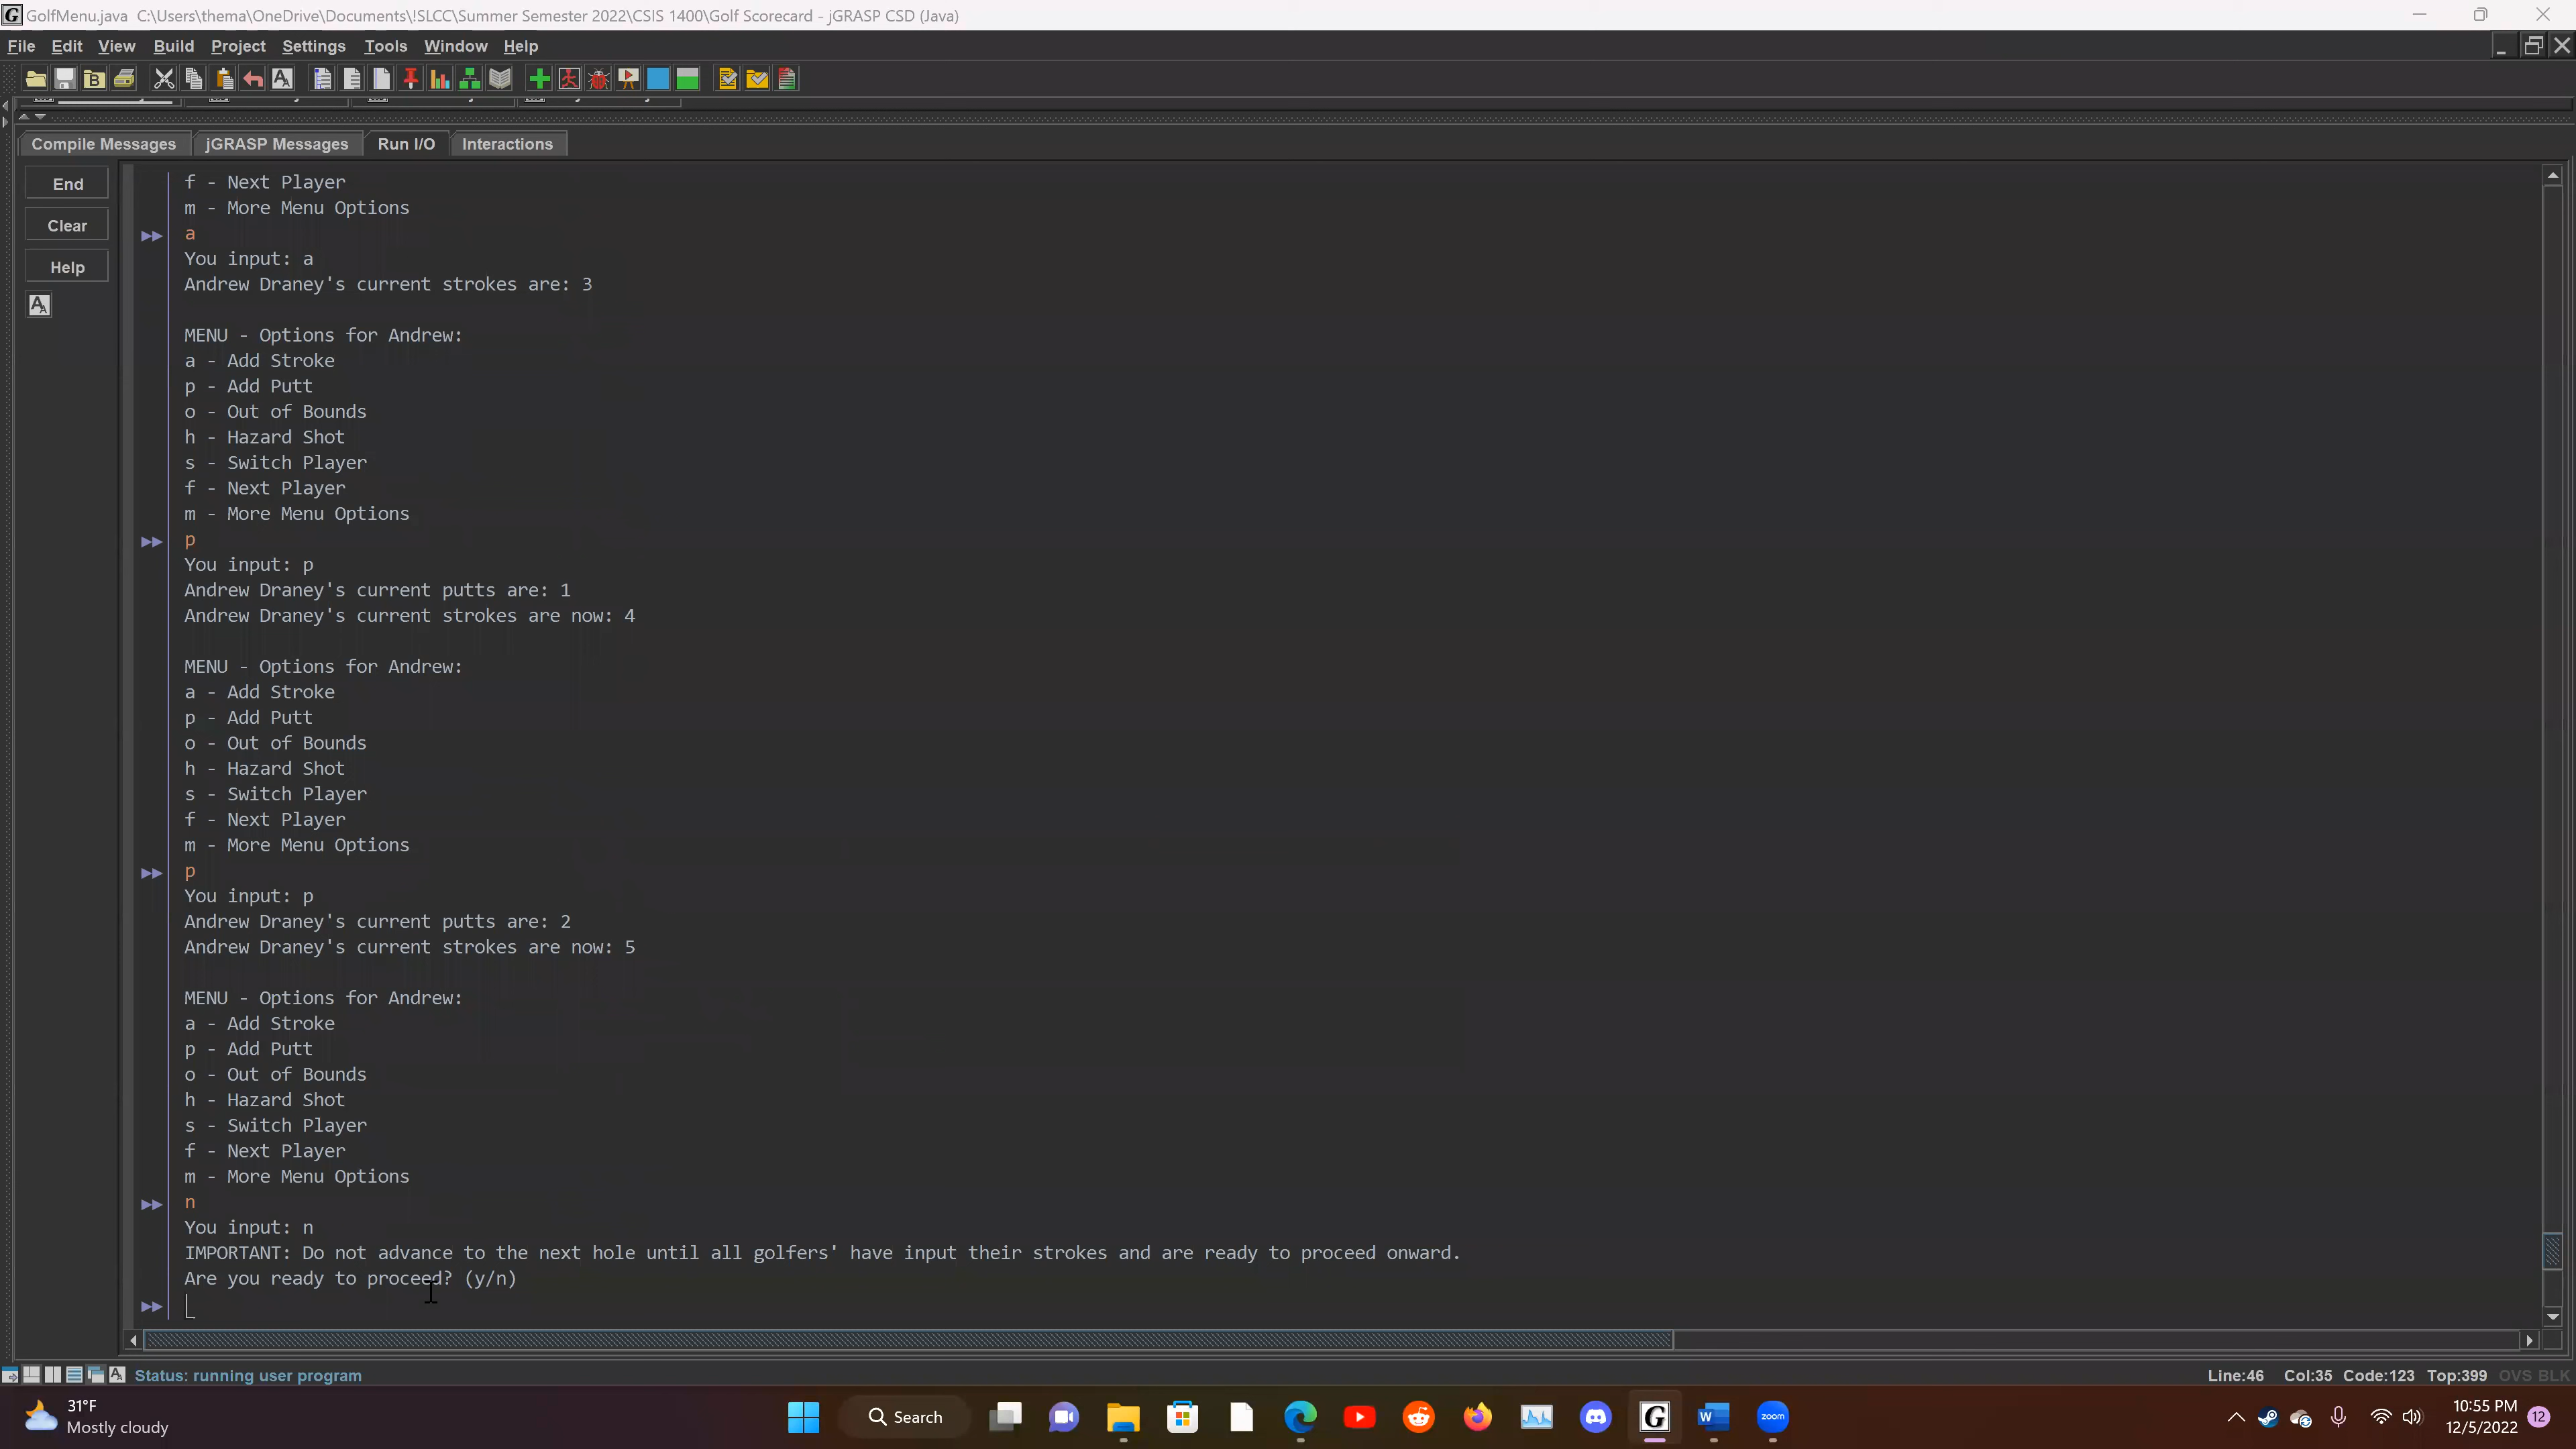 GolfMenu.java  C:\Users\thema\OneDrive\Documents\!SLCC\Summer Semester 2022\CSIS 1400\Golf Scorecard - jGRASP CSD (Java)
File Edit View Build Project Settings Tools Window Help
Compile Messages jGRASP Messages Run I/O Interactions
End
Clear
Help
f - Next Player
m - More Menu Options
a
You input: a
Andrew Draney's current strokes are: 3
MENU - Options for Andrew:
a - Add Stroke
p - Add Putt
o - Out of Bounds
h - Hazard Shot
s - Switch Player
f - Next Player
m - More Menu Options
p
You input: p
Andrew Draney's current putts are: 1
Andrew Draney's current strokes are now: 4
MENU - Options for Andrew:
a - Add Stroke
p - Add Putt
o - Out of Bounds
h - Hazard Shot
s - Switch Player
f - Next Player
m - More Menu Options
p
You input: p
Andrew Draney's current putts are: 2
Andrew Draney's current strokes are now: 5
MENU - Options for Andrew:
a - Add Stroke
p - Add Putt
o - Out of Bounds
h - Hazard Shot
s - Switch Player
f - Next Player
m - More Menu Options
n
You input: n
IMPORTANT: Do not advance to the next hole until all golfers' have input their strokes and are ready to proceed onward.
Are you ready to proceed? (y/n)
Status: running user program
Line:46 Col:35 Code:123 Top:399 OVS BLK
31°F
Mostly cloudy
Search
zoom
10:55 PM
12/5/2022
12